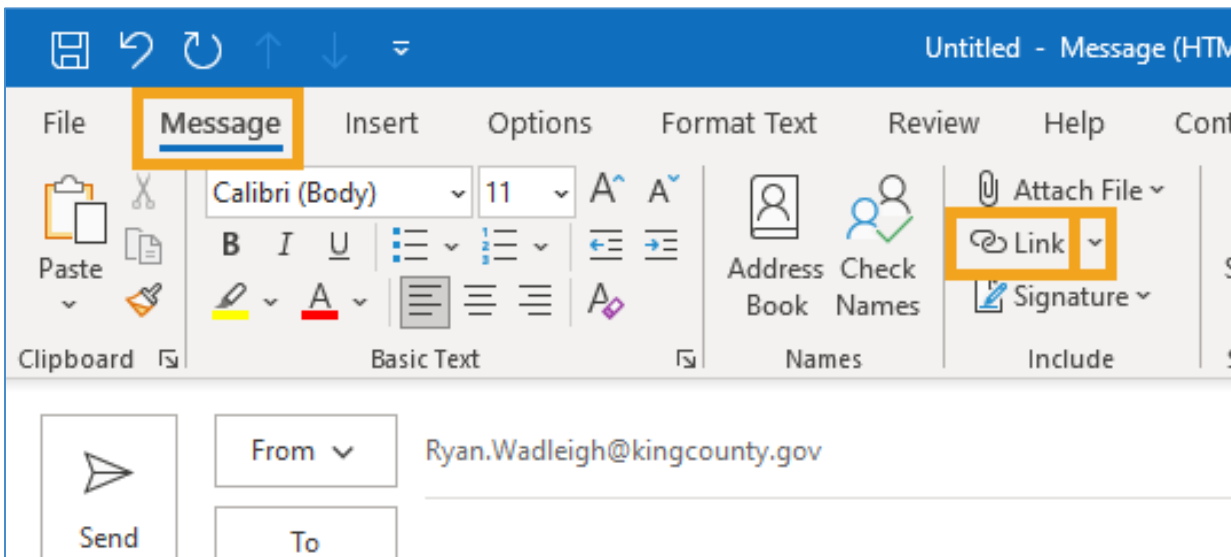 Untitled - Message (HTM
File Message Insert Options Format Text Review Help Cont
Calibri (Body) 11 A A Attach File
B I U Link
Paste Address Check
Book Names Signature
Clipboard Basic Text Names Include
From Ryan.Wadleigh@kingcounty.gov
Send To